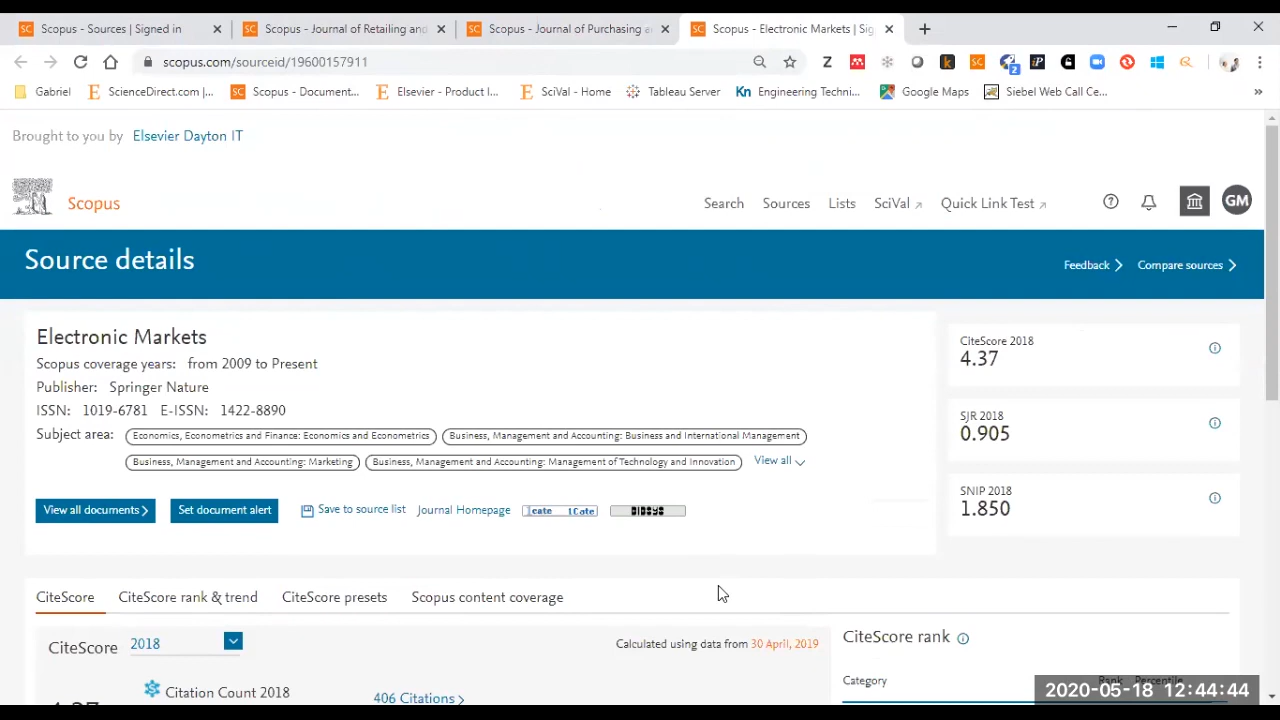 Scopus - Sources | Signed in
Scopus - Journal of Retailing and
Scopus - Journal of Purchasing a
Scopus - Electronic Markets | Sig
scopus.com/sourceid/19600157911
Gabriel
ScienceDirect.com |...
Scopus - Document...
Elsevier - Product I...
SciVal - Home
Tableau Server
Kn Engineering Techni...
Google Maps
Siebel Web Call Ce...
Brought to you by Elsevier Dayton IT
Scopus
Search
Sources
Lists
SciVal
Quick Link Test
GM
Source details
Feedback
Compare sources
Electronic Markets
Scopus coverage years: from 2009 to Present
Publisher: Springer Nature
ISSN: 1019-6781 E-ISSN: 1422-8890
Subject area: Economics, Econometrics and Finance: Economics and Econometrics Business, Management and Accounting: Business and International Management
Business, Management and Accounting: Marketing Business, Management and Accounting: Management of Technology and Innovation View all
View all documents
Set document alert
Save to source list
Journal Homepage
BIBSYS
CiteScore 2018
4.37
SJR 2018
0.905
SNIP 2018
1.850
CiteScore
CiteScore rank & trend
CiteScore presets
Scopus content coverage
CiteScore 2018
Calculated using data from 30 April, 2019
Citation Count 2018
406 Citations
CiteScore rank
Category
Rank Percentile
2020-05-18 12:44:44